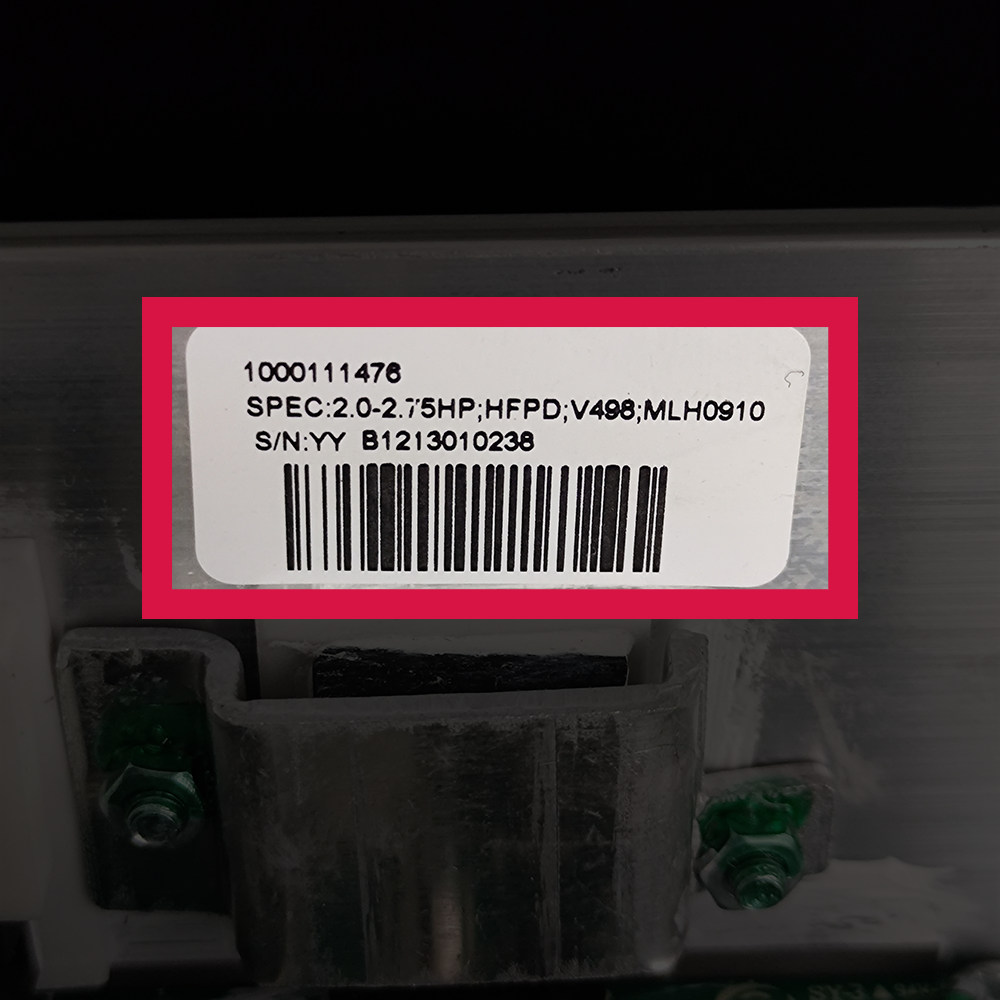 1000111476
SPEC:2.0-2.75HP;HFPD;V498;MLH0910
S/N:YY B1213010238